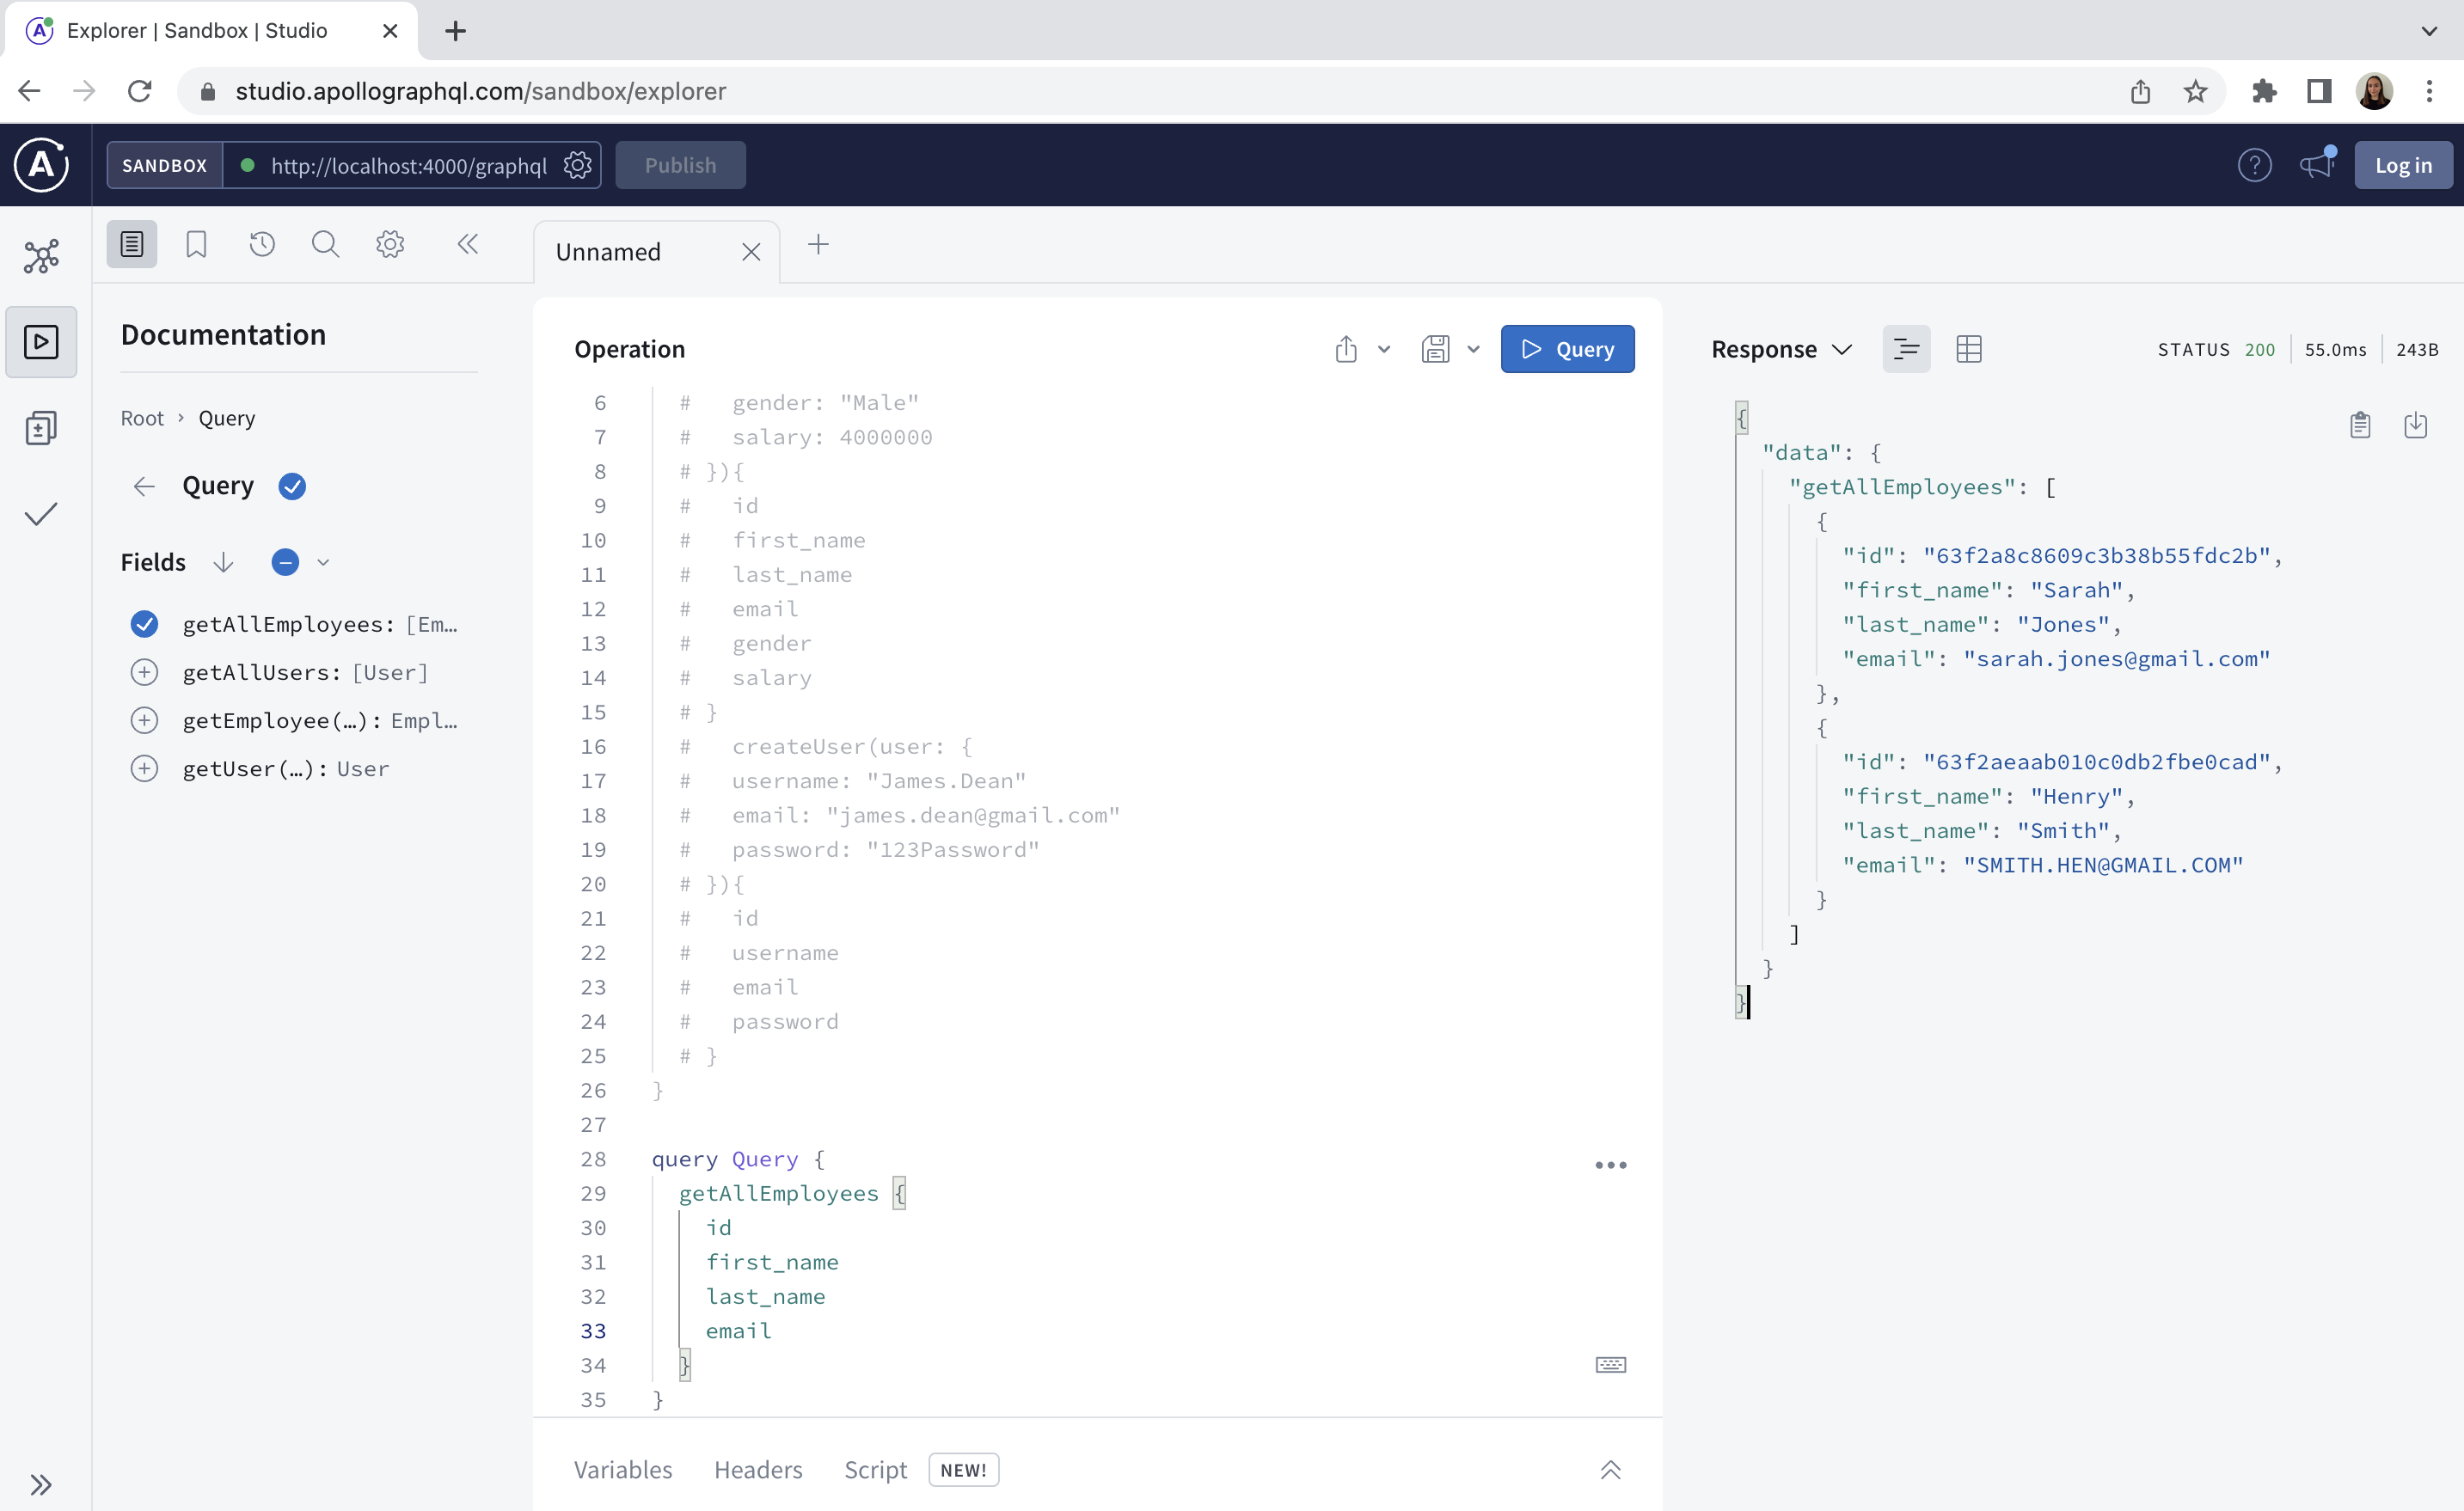 Explorer | Sandbox | Studio
studio.apollographql.com/sandbox/explorer
SANDBOX
http://localhost:4000/graphql
Publish
Log in
Unnamed
Documentation
Root › Query
Query
Fields
getAllEmployees: [Em…
getAllUsers: [User]
getEmployee(…): Empl…
getUser(…): User
Operation
Query
6 # gender: "Male"
7 # salary: 4000000
8 # }){
9 # id
10 # first_name
11 # last_name
12 # email
13 # gender
14 # salary
15 # }
16 # createUser(user: {
17 # username: "James.Dean"
18 # email: "james.dean@gmail.com"
19 # password: "123Password"
20 # }){
21 # id
22 # username
23 # email
24 # password
25 # }
26 }
27
28 query Query {
29 getAllEmployees {
30 id
31 first_name
32 last_name
33 email
34 }
35 }
Variables Headers Script NEW!
Response
STATUS 200 55.0ms 243B
{
"data": {
"getAllEmployees": [
{
"id": "63f2a8c8609c3b38b55fdc2b",
"first_name": "Sarah",
"last_name": "Jones",
"email": "sarah.jones@gmail.com"
},
{
"id": "63f2aeaab010c0db2fbe0cad",
"first_name": "Henry",
"last_name": "Smith",
"email": "SMITH.HEN@GMAIL.COM"
}
]
}
}